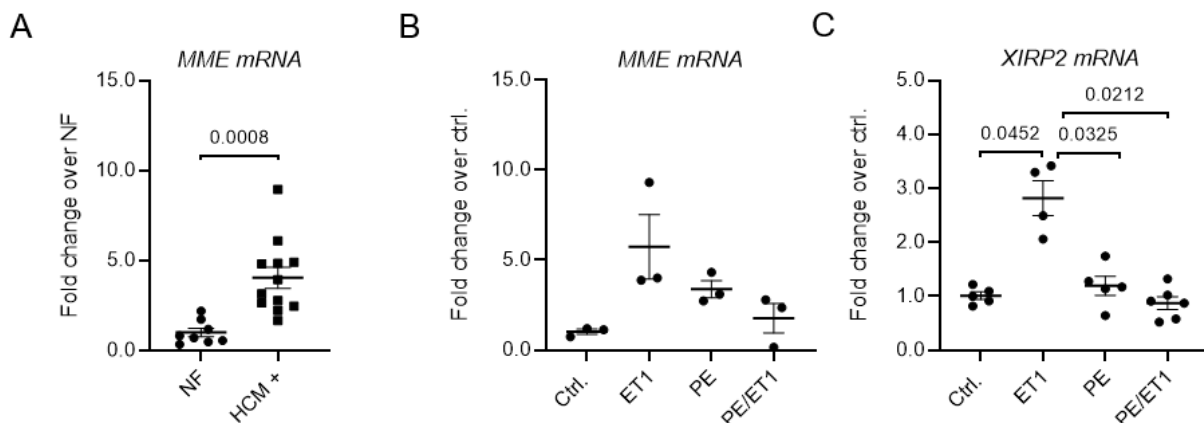 A
MME mRNA
Fold change over NF
15.0
10.0
5.0
0.0
0.0008
NF
HCM +
B
MME mRNA
Fold change over ctrl.
15.0
10.0
5.0
0.0
Ctrl.
ET1
PE
PE/ET1
C
XIRP2 mRNA
Fold change over ctrl.
5.0
4.0
3.0
2.0
1.0
0.0
0.0212
0.0452
0.0325
Ctrl.
ET1
PE
PE/ET1